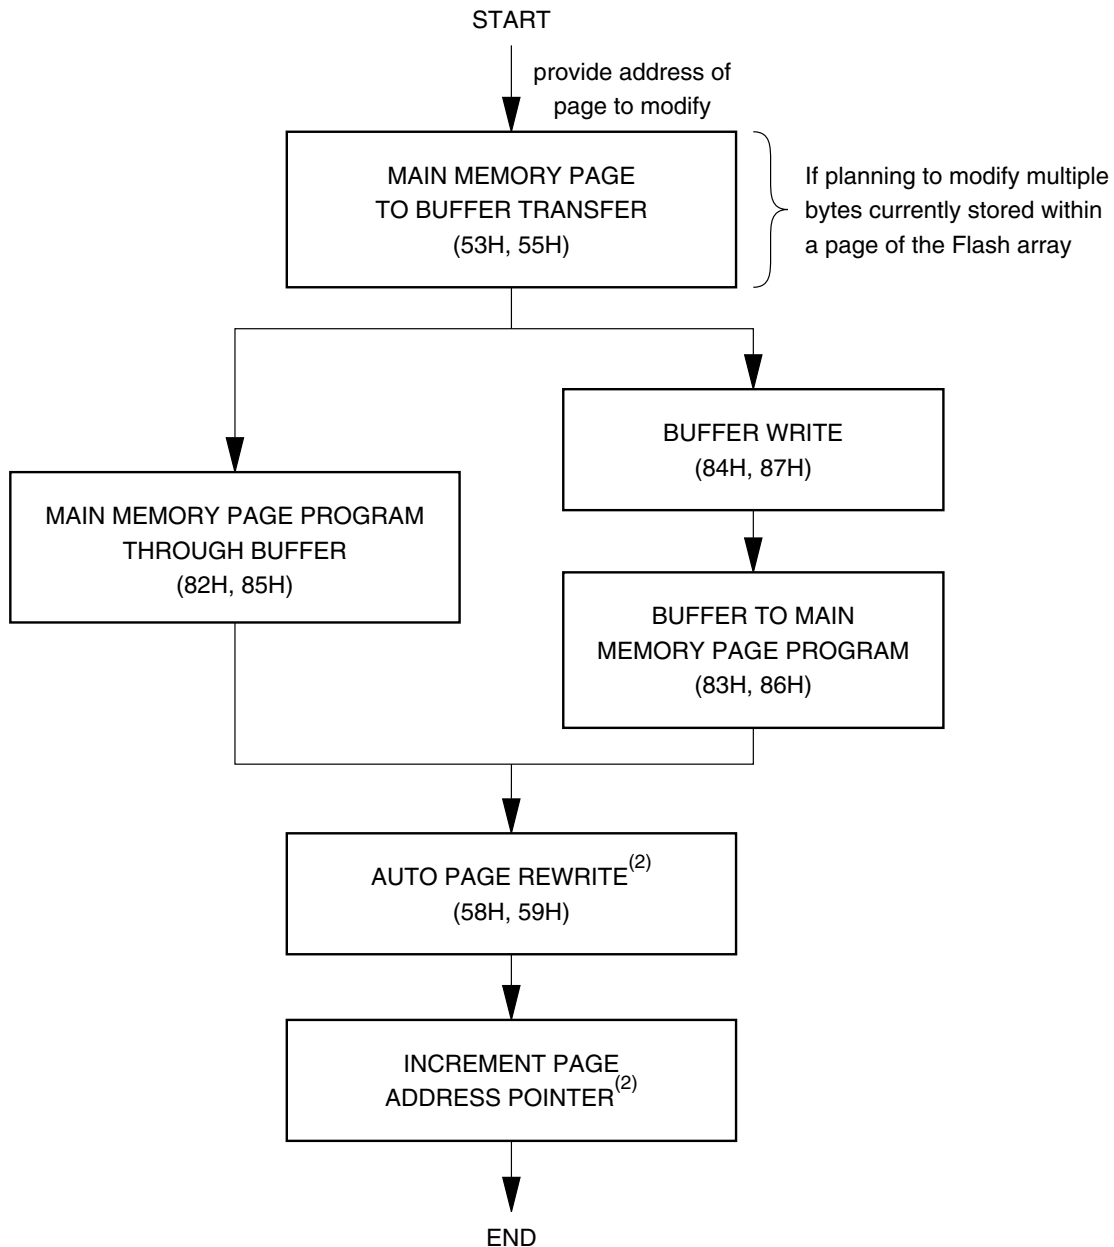 START
provide address of
page to modify
MAIN MEMORY PAGE
TO BUFFER TRANSFER
(53H, 55H)
If planning to modify multiple
bytes currently stored within
a page of the Flash array
BUFFER WRITE
(84H, 87H)
MAIN MEMORY PAGE PROGRAM
THROUGH BUFFER
(82H, 85H)
BUFFER TO MAIN
MEMORY PAGE PROGRAM
(83H, 86H)
AUTO PAGE REWRITE(2)
(58H, 59H)
INCREMENT PAGE
ADDRESS POINTER(2)
END